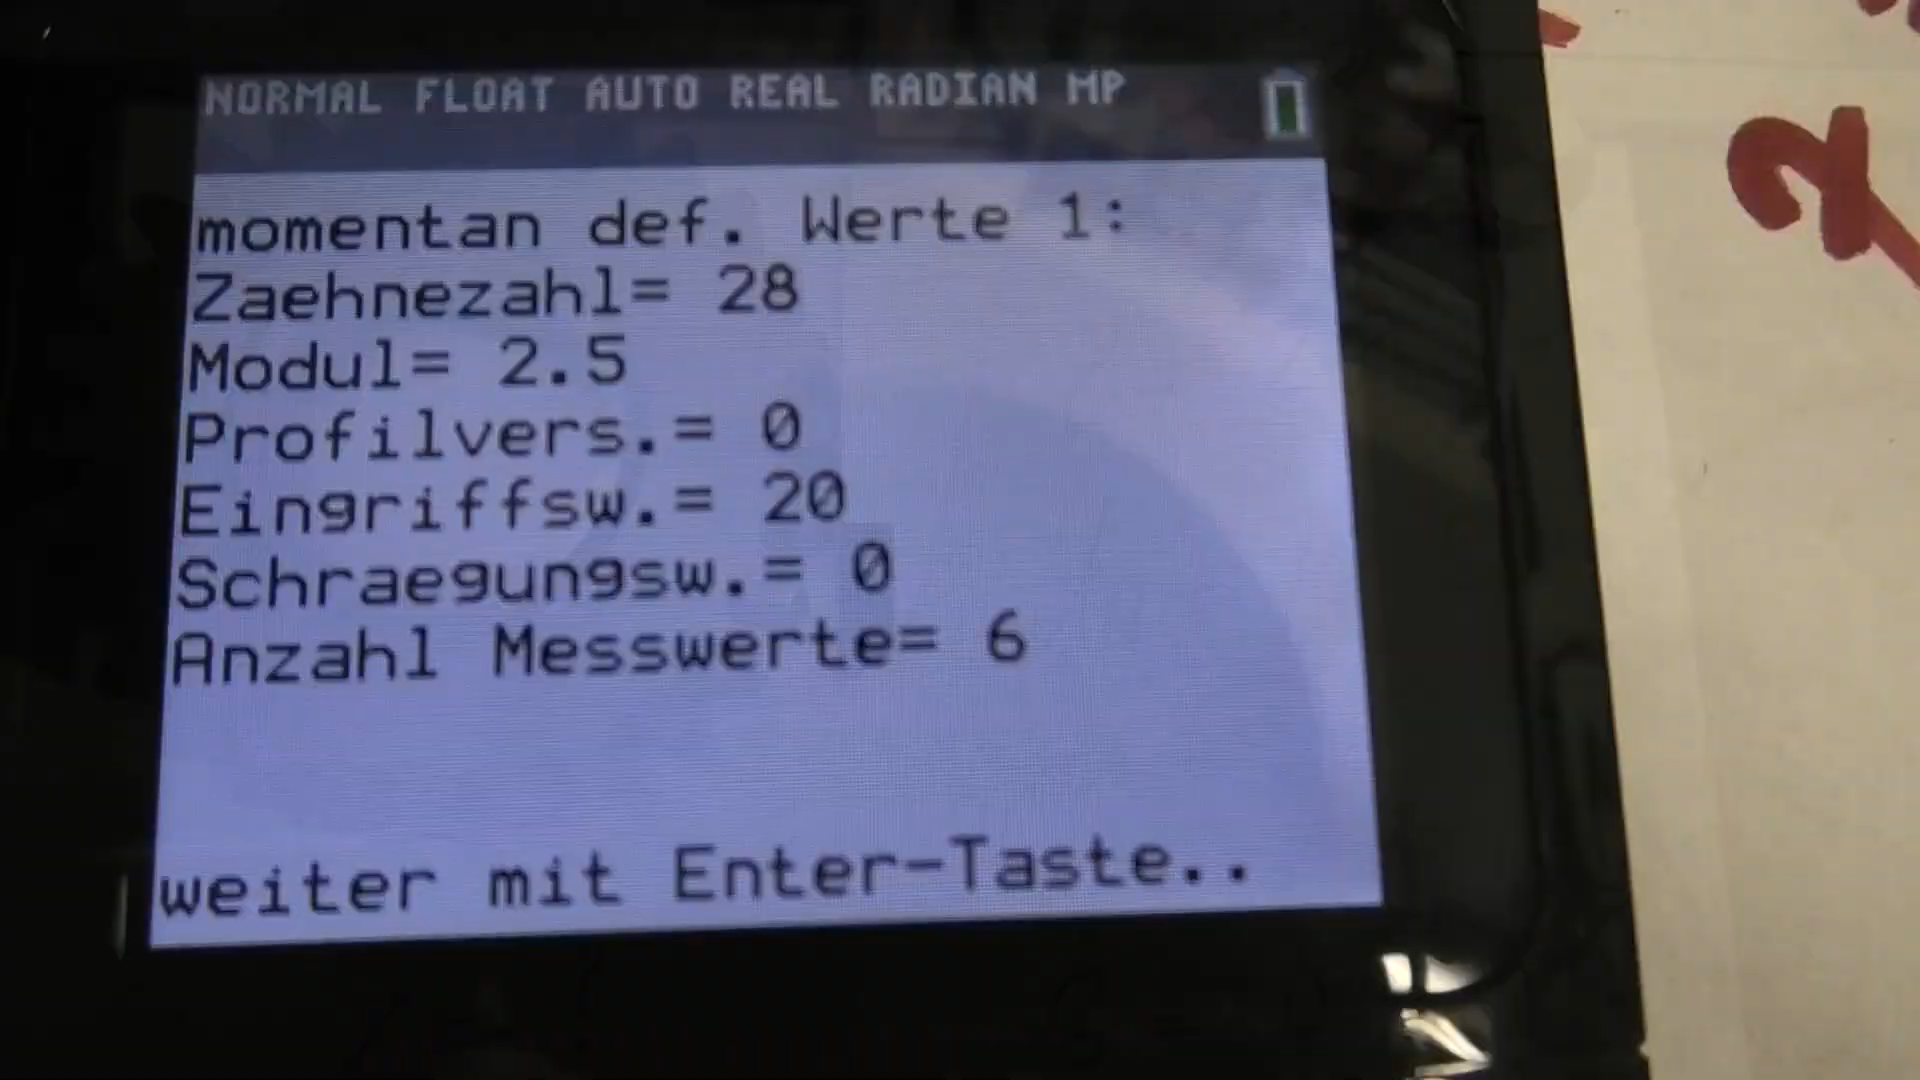 NORMAL FLOAT AUTO REAL RADIAN MP
momentan def. Werte 1:
Zaehnezahl= 28
Modul= 2.5
Profilvers.= 0
Eingriffsw.= 20
Schraegungsw.= 0
Anzahl Messwerte= 6
weiter mit Enter-Taste..